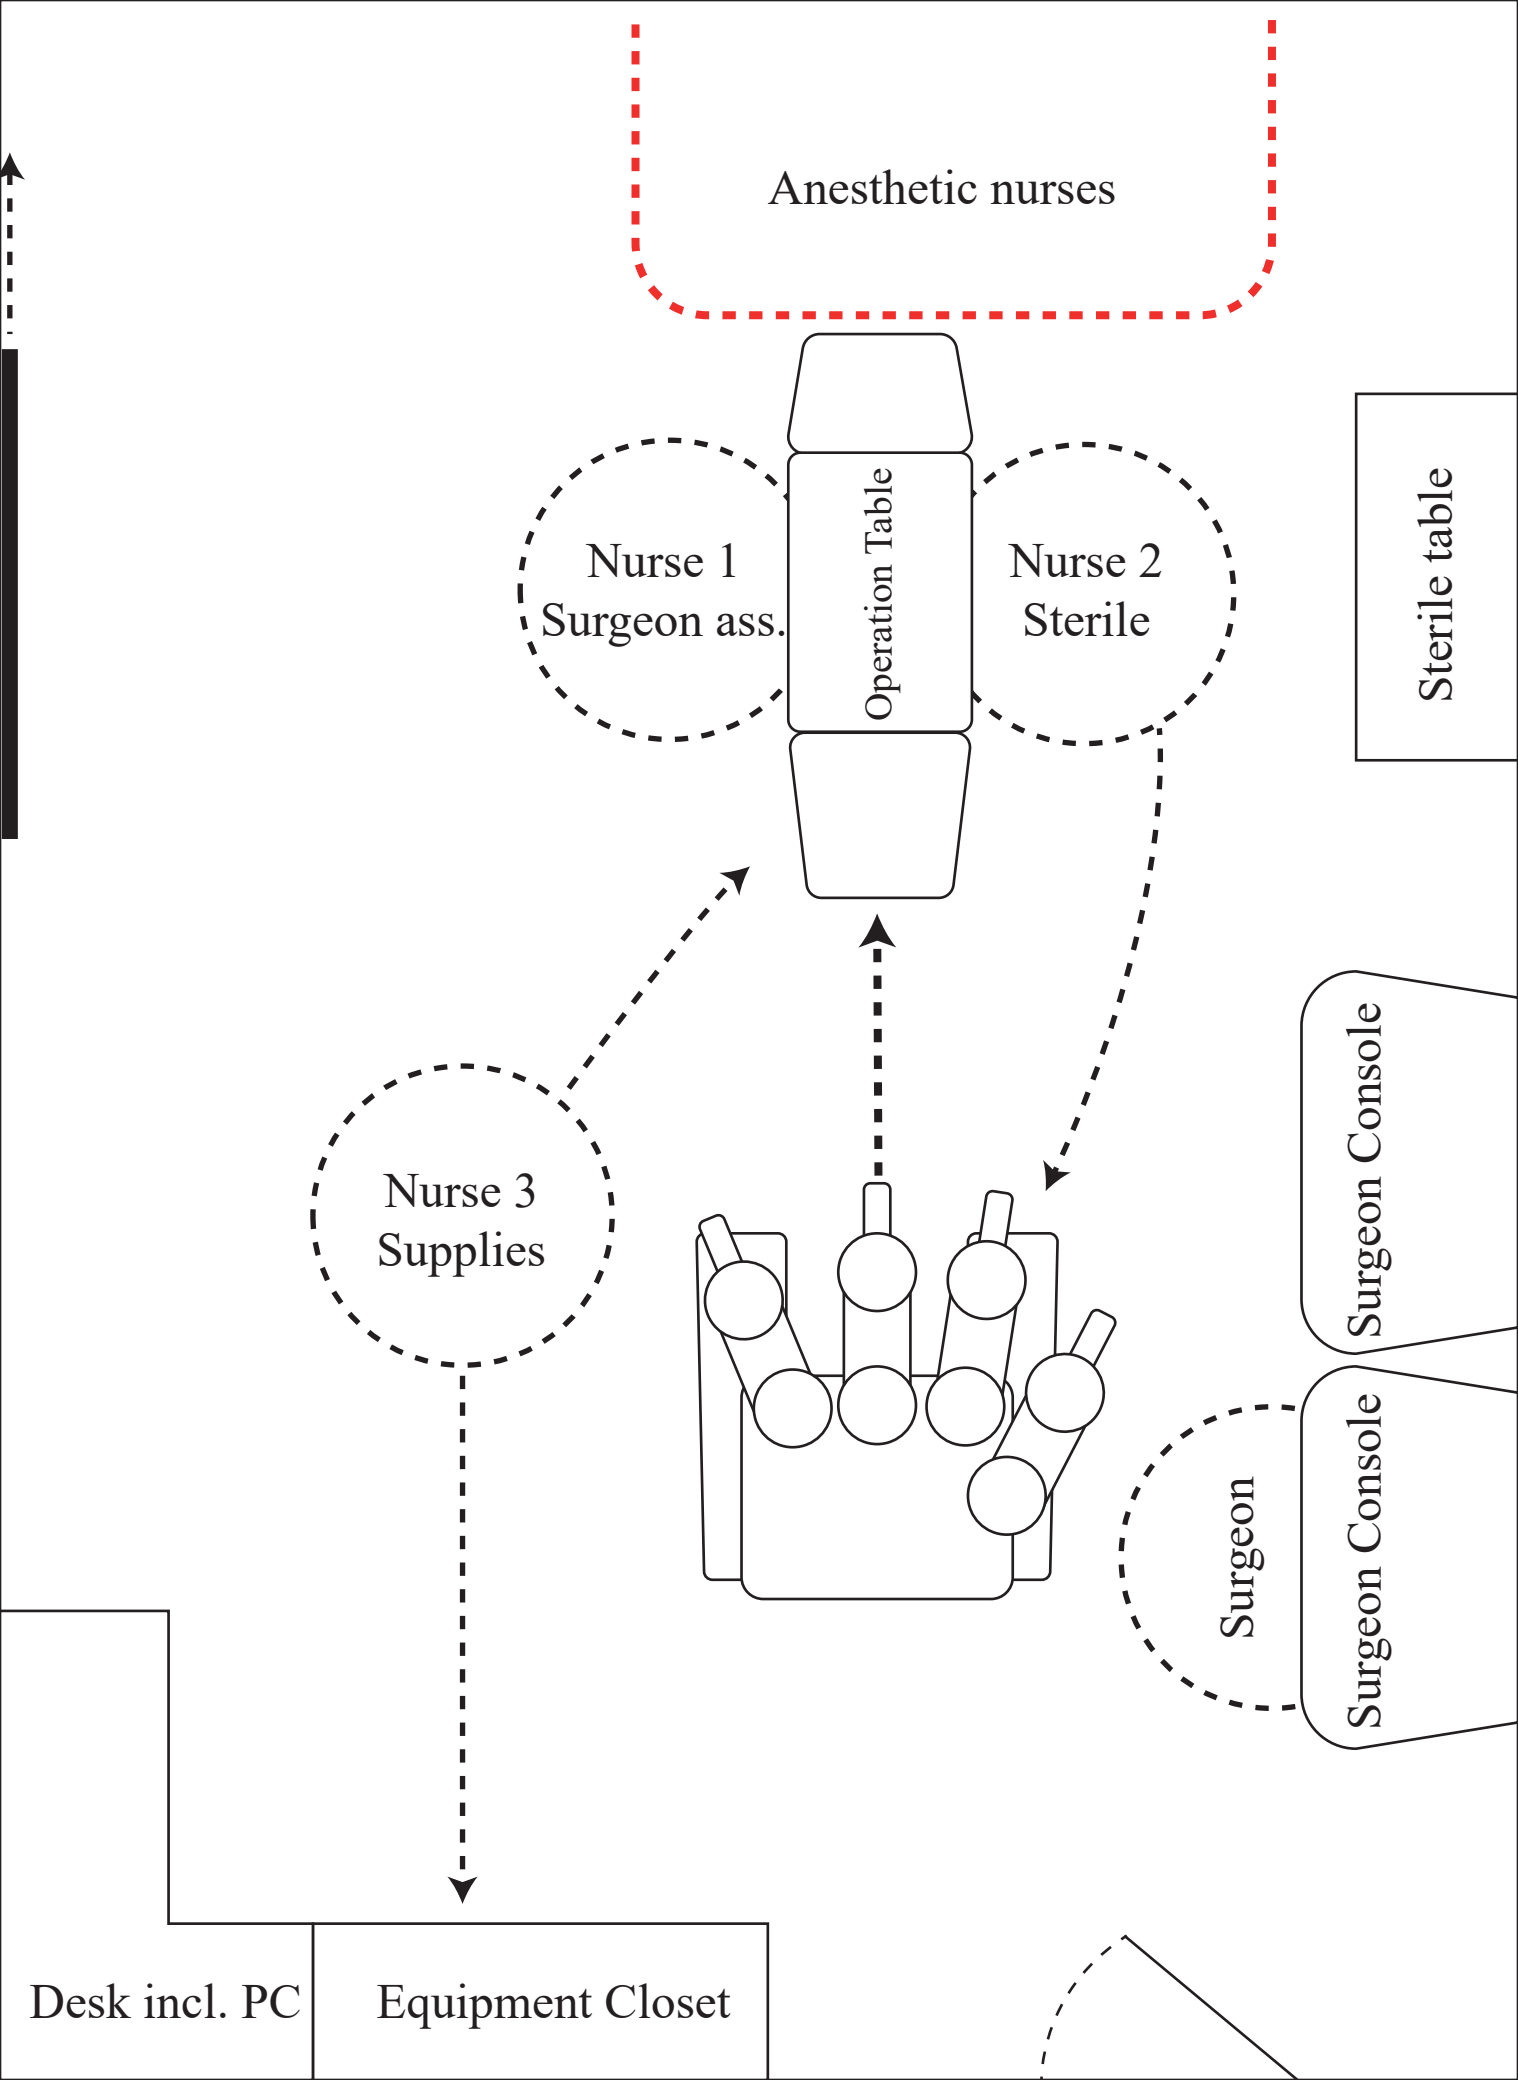 Anesthetic nurses
Nurse 1
Surgeon ass.
Operation Table
Nurse 2
Sterile
Sterile table
Nurse 3
Supplies
Surgeon Console
Surgeon
Surgeon Console
Desk incl. PC
Equipment Closet